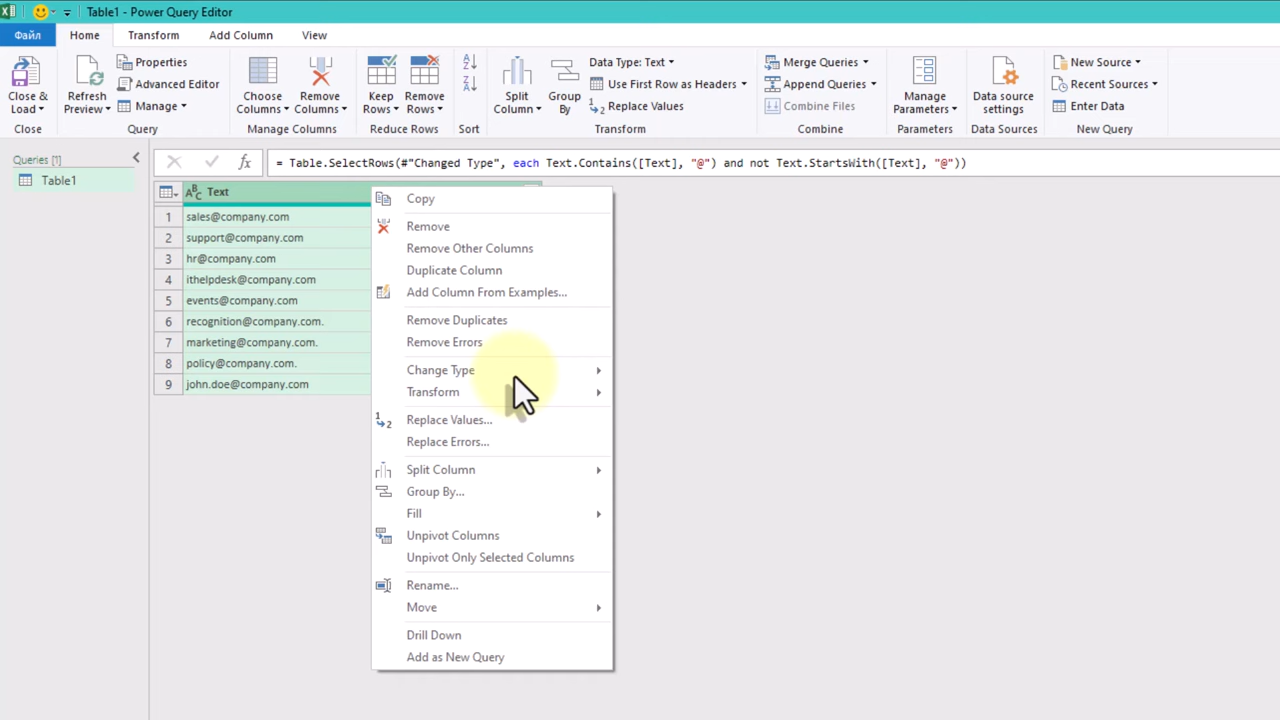 Table1 - Power Query Editor
Файл
Home
Transform
Add Column
View
Close &
Load
Close
Refresh
Preview
Properties
Advanced Editor
Manage
Query
Choose
Columns
Remove
Columns
Manage Columns
Keep
Rows
Remove
Rows
Reduce Rows
Sort
Split
Column
Group
By
Data Type: Text
Use First Row as Headers
Replace Values
Transform
Merge Queries
Append Queries
Combine Files
Combine
Manage
Parameters
Parameters
Data source
settings
Data Sources
New Source
Recent Sources
Enter Data
New Query
Queries [1]
Table1
fx
= Table.SelectRows(#"Changed Type", each Text.Contains([Text], "@") and not Text.StartsWith([Text], "@"))
ABC Text
1 sales@company.com
2 support@company.com
3 hr@company.com
4 ithelpdesk@company.com
5 events@company.com
6 recognition@company.com.
7 marketing@company.com.
8 policy@company.com.
9 john.doe@company.com
Copy
Remove
Remove Other Columns
Duplicate Column
Add Column From Examples...
Remove Duplicates
Remove Errors
Change Type
Transform
Replace Values...
Replace Errors...
Split Column
Group By...
Fill
Unpivot Columns
Unpivot Only Selected Columns
Rename...
Move
Drill Down
Add as New Query